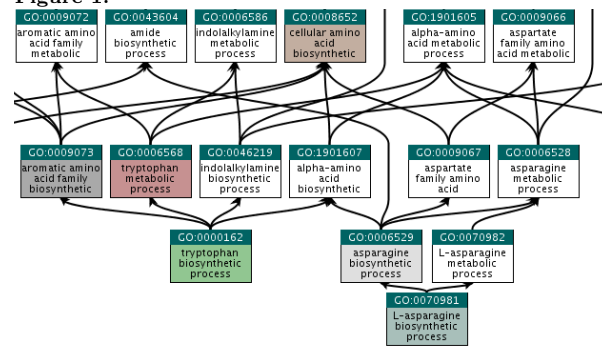 Figure 1.
GO:0009072
aromatic amino
acid family
metabolic
GO:0043604
amide
biosynthetic
process
GO:0006586
indolalkylamine
metabolic
process
GO:0008652
cellular amino
acid
biosynthetic
GO:1901605
alpha-amino
acid metabolic
process
GO:0009066
aspartate
family amino
acid metabolic
GO:0009073
aromatic amino
acid family
biosynthetic
GO:0006568
tryptophan
metabolic
process
GO:0046219
indolalkylamine
biosynthetic
process
GO:1901607
alpha-amino
acid
biosynthetic
GO:0009067
aspartate
family amino
acid
GO:0006528
asparagine
metabolic
process
GO:0000162
tryptophan
biosynthetic
process
GO:0006529
asparagine
biosynthetic
process
GO:0070982
L-asparagine
metabolic
process
GO:0070981
L-asparagine
biosynthetic
process